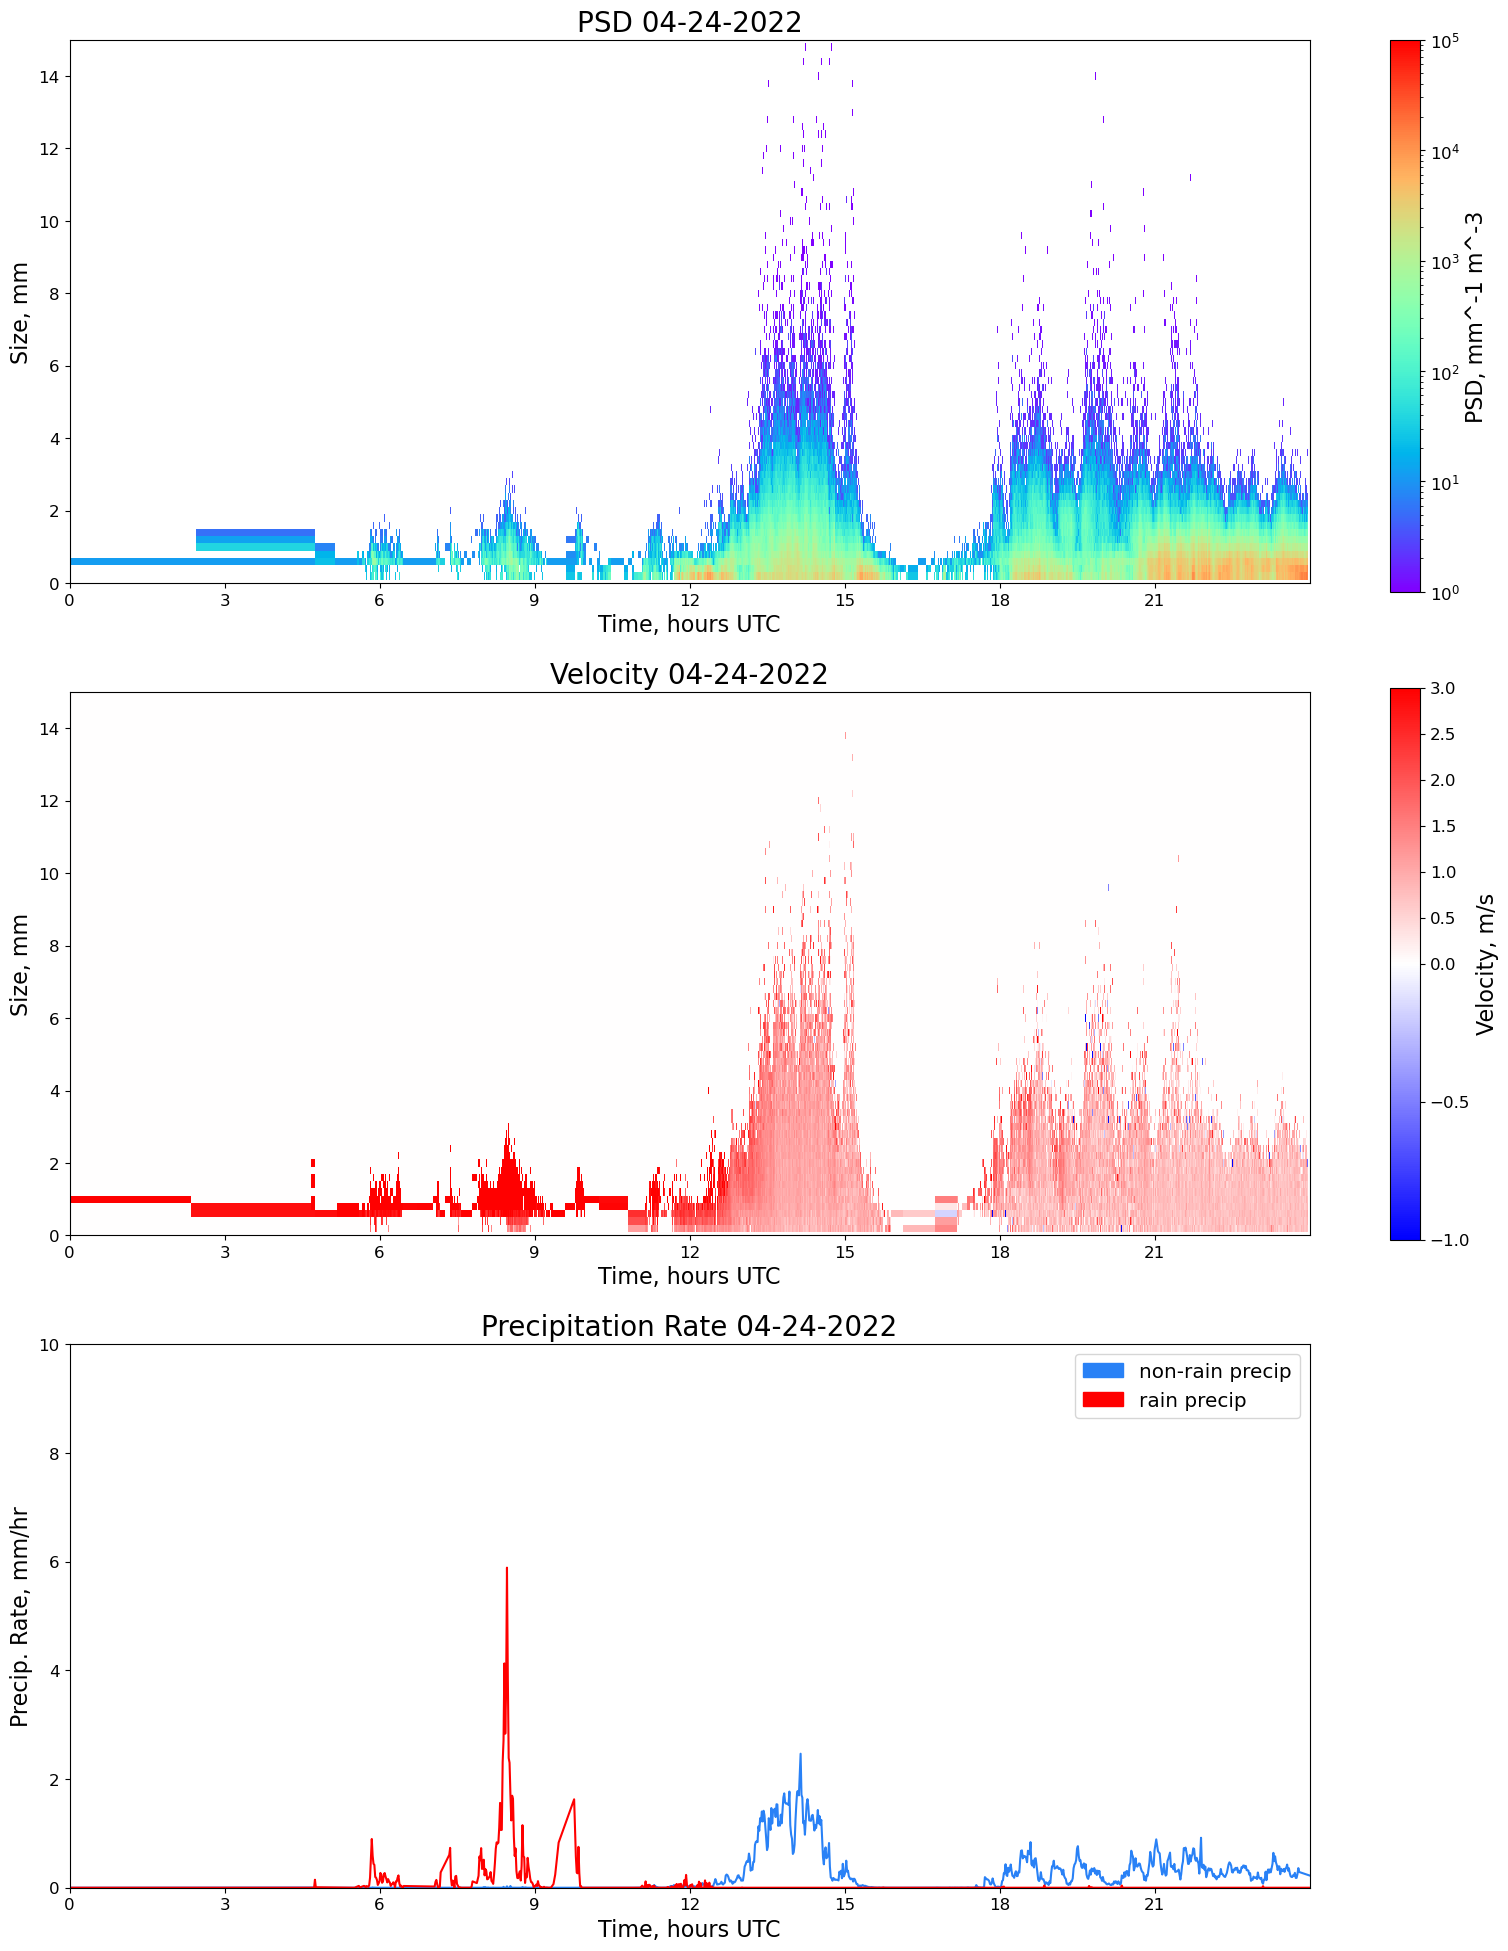 PSD 04-24-2022
Size, mm
14
12
10
8
6
4
2
0
0 3 6 9 12 15 18 21
Time, hours UTC
10^5
10^4
10^3
10^2
10^1
10^0
PSD, mm^-1 m^-3
Velocity 04-24-2022
Size, mm
14
12
10
8
6
4
2
0
0 3 6 9 12 15 18 21
Time, hours UTC
3.0
2.5
2.0
1.5
1.0
0.5
0.0
−0.5
−1.0
Velocity, m/s
Precipitation Rate 04-24-2022
Precip. Rate, mm/hr
10
8
6
4
2
0
non-rain precip
rain precip
0 3 6 9 12 15 18 21
Time, hours UTC